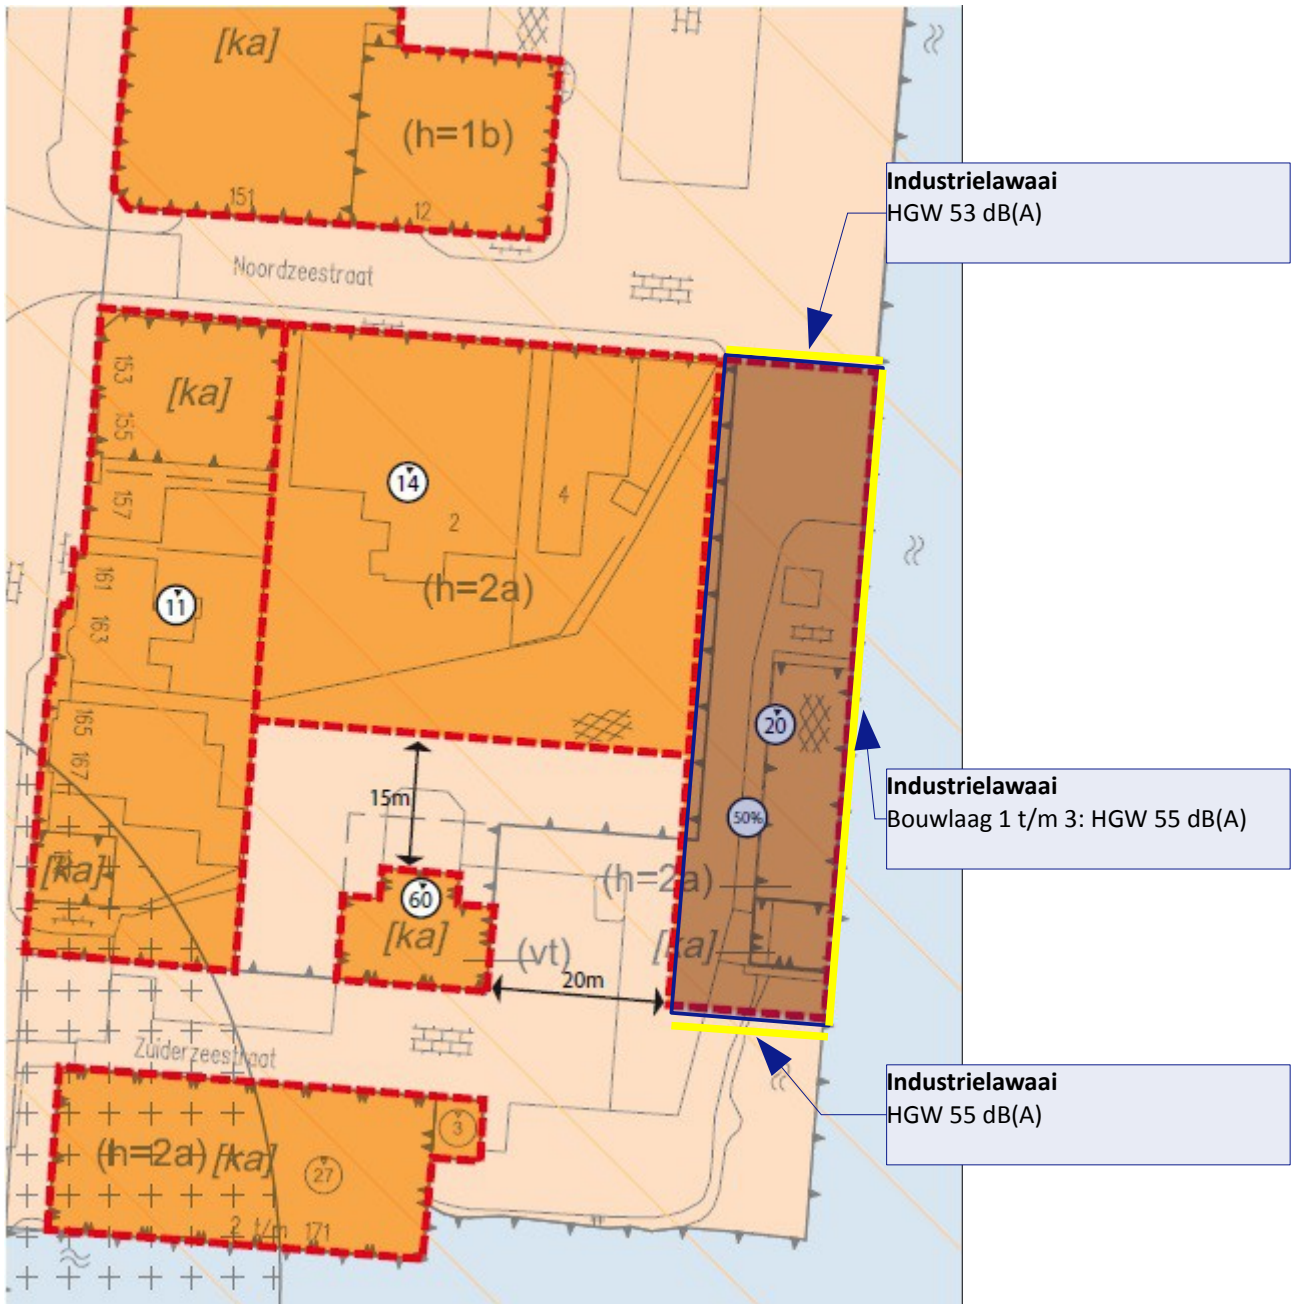 [ka]
(h=1b)
151
12
Industrielawaai
HGW 53 dB(A)
Noordzeestraat
153
[ka]
155
14
4
157
2
(h=2a)
161
11
163
165
20
167
15m
Industrielawaai
Bouwlaag 1 t/m 3: HGW 55 dB(A)
50%
[ka]
(h=2a)
60
[ka]
(vt)
[ka]
20m
Zuiderzeestraat
Industrielawaai
HGW 55 dB(A)
3
(h=2a) [ka]
27
2 t/m 171